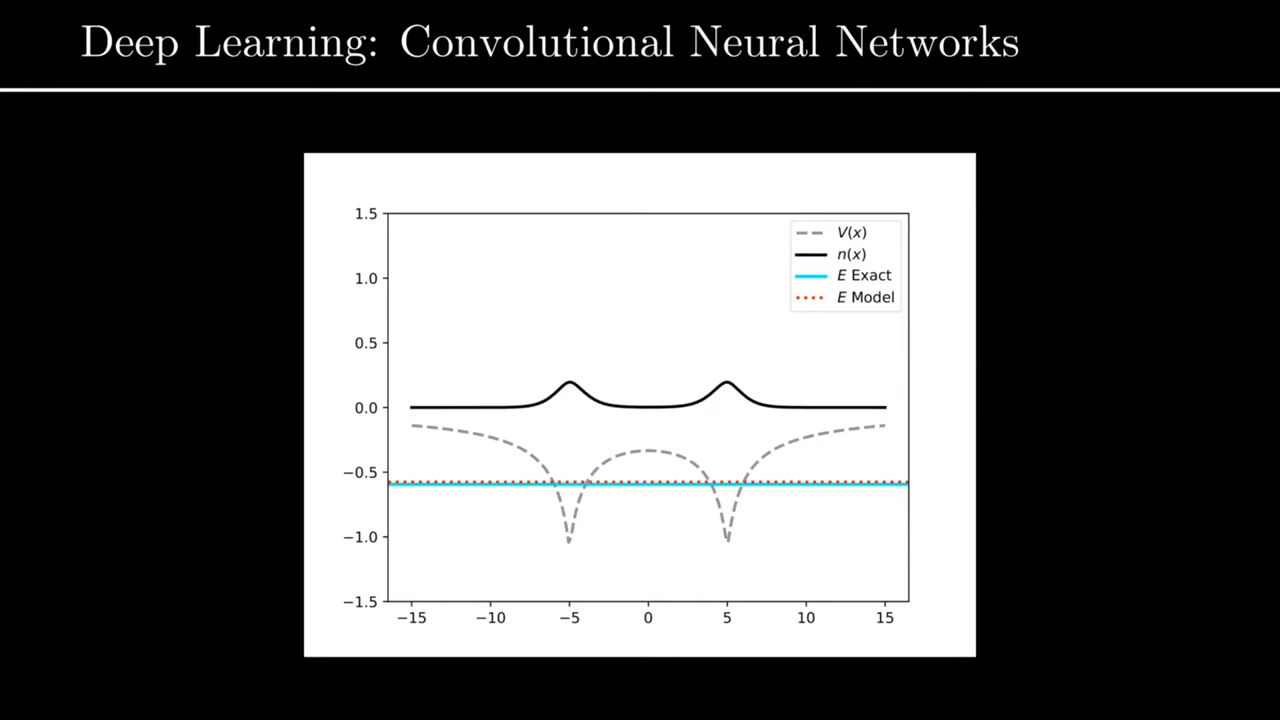 Deep Learning: Convolutional Neural Networks
1.5
1.0
0.5
0.0
−0.5
−1.0
−1.5
−15 −10 −5 0 5 10 15
V(x)
n(x)
E Exact
E Model